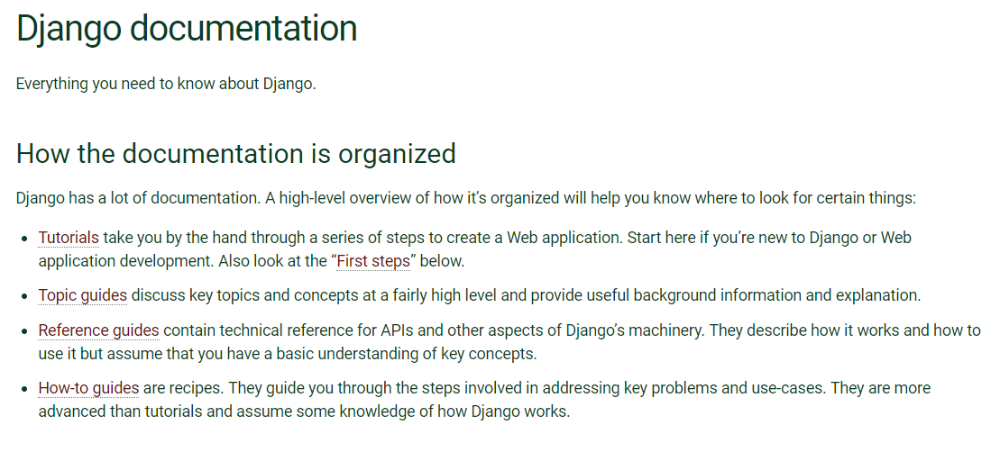 Django documentation
Everything you need to know about Django.
How the documentation is organized
Django has a lot of documentation. A high-level overview of how it’s organized will help you know where to look for certain things:
• Tutorials take you by the hand through a series of steps to create a Web application. Start here if you’re new to Django or Web
application development. Also look at the “First steps” below.
• Topic guides discuss key topics and concepts at a fairly high level and provide useful background information and explanation.
• Reference guides contain technical reference for APIs and other aspects of Django’s machinery. They describe how it works and how to
use it but assume that you have a basic understanding of key concepts.
• How-to guides are recipes. They guide you through the steps involved in addressing key problems and use-cases. They are more
advanced than tutorials and assume some knowledge of how Django works.